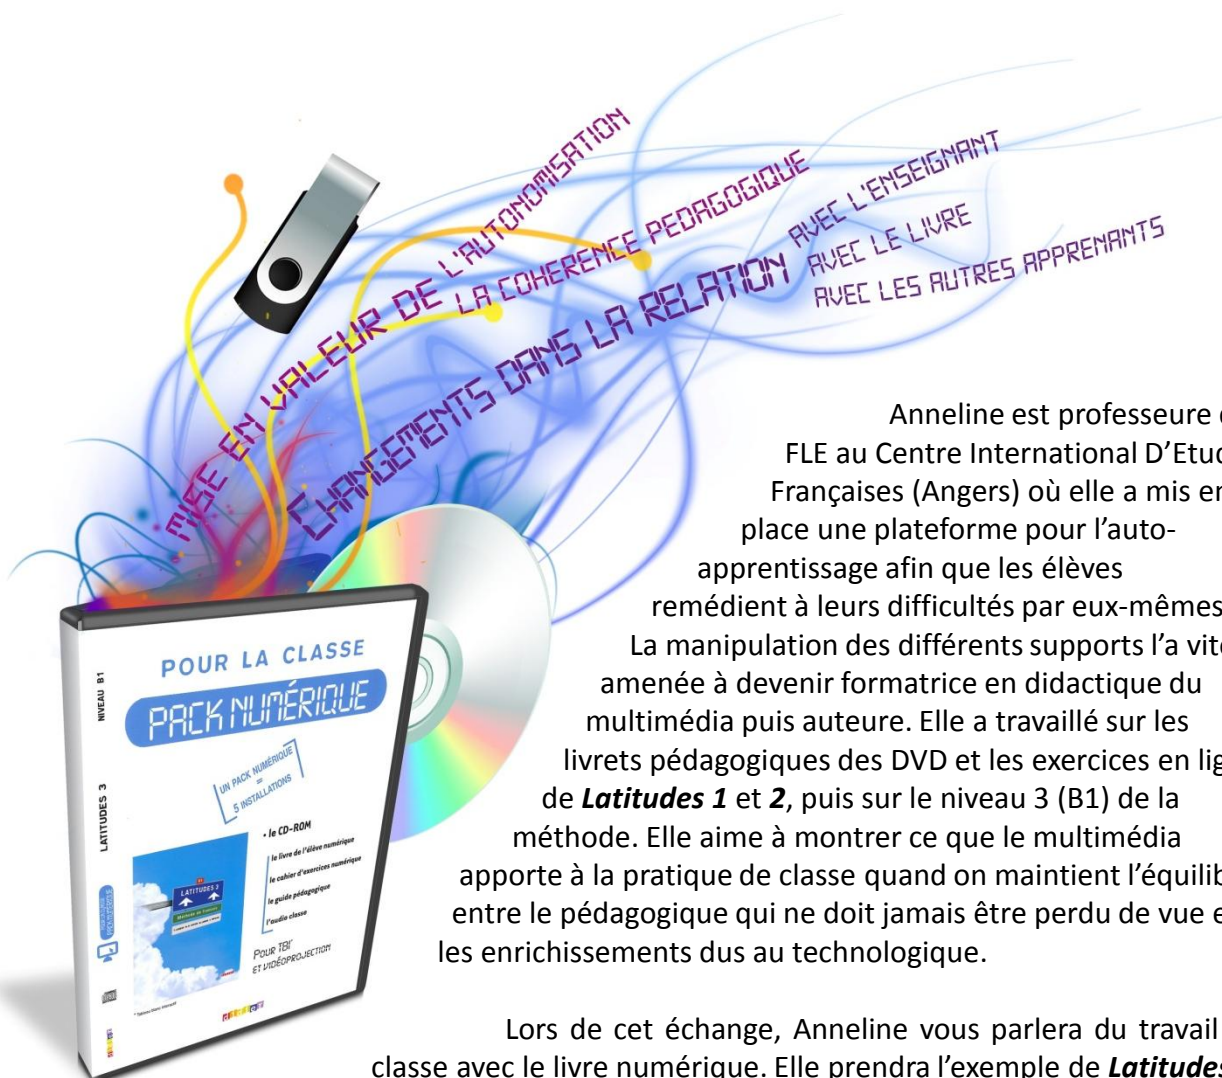 MISE EN VALEUR DE L'AUTONOMISATION
LA COHERENCE PEDAGOGIQUE
CHANGEMENTS DANS LA RELATION
AVEC L'ENSEIGNANT
AVEC LE LIVRE
AVEC LES AUTRES APPRENANTS
Anneline est professeure
FLE au Centre International D’Etud
Françaises (Angers) où elle a mis en
place une plateforme pour l’auto-
apprentissage afin que les élèves
remédient à leurs difficultés par eux-mêmes
La manipulation des différents supports l’a vite
amenée à devenir formatrice en didactique du
multimédia puis auteure. Elle a travaillé sur les
livrets pédagogiques des DVD et les exercices en lig
de Latitudes 1 et 2, puis sur le niveau 3 (B1) de la
méthode. Elle aime à montrer ce que le multimédia
apporte à la pratique de classe quand on maintient l’équilib
entre le pédagogique qui ne doit jamais être perdu de vue e
les enrichissements dus au technologique.
Lors de cet échange, Anneline vous parlera du travail
classe avec le livre numérique. Elle prendra l’exemple de Latitudes
NIVEAU B1
LATITUDES 3
POUR LA CLASSE
PACK NUMÉRIQUE
UN PACK NUMÉRIQUE
=
5 INSTALLATIONS
• le CD-ROM
le livre de l'élève numérique
le cahier d'exercices numérique
le guide pédagogique
l'audio classe
LATITUDES 3
POUR TBI*
ET VIDÉOPROJECTION
didier